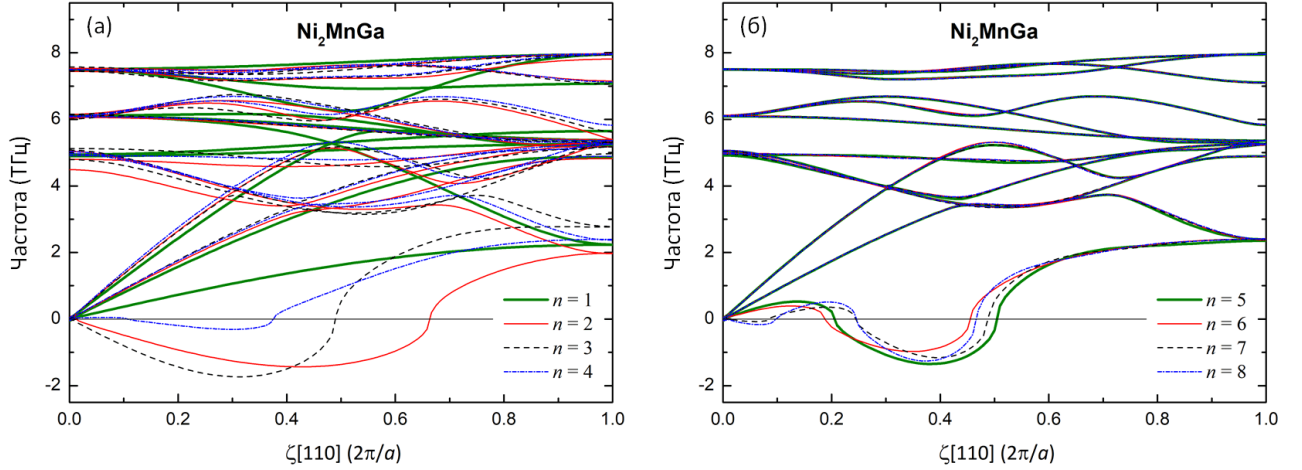 (а)
Ni₂MnGa
Частота (ТГц)
8
6
4
2
0
-2
n = 1
n = 2
n = 3
n = 4
0.0 0.2 0.4 0.6 0.8 1.0
ζ[110] (2π/a)
(б)
Ni₂MnGa
Частота (ТГц)
8
6
4
2
0
-2
n = 5
n = 6
n = 7
n = 8
0.0 0.2 0.4 0.6 0.8 1.0
ζ[110] (2π/a)